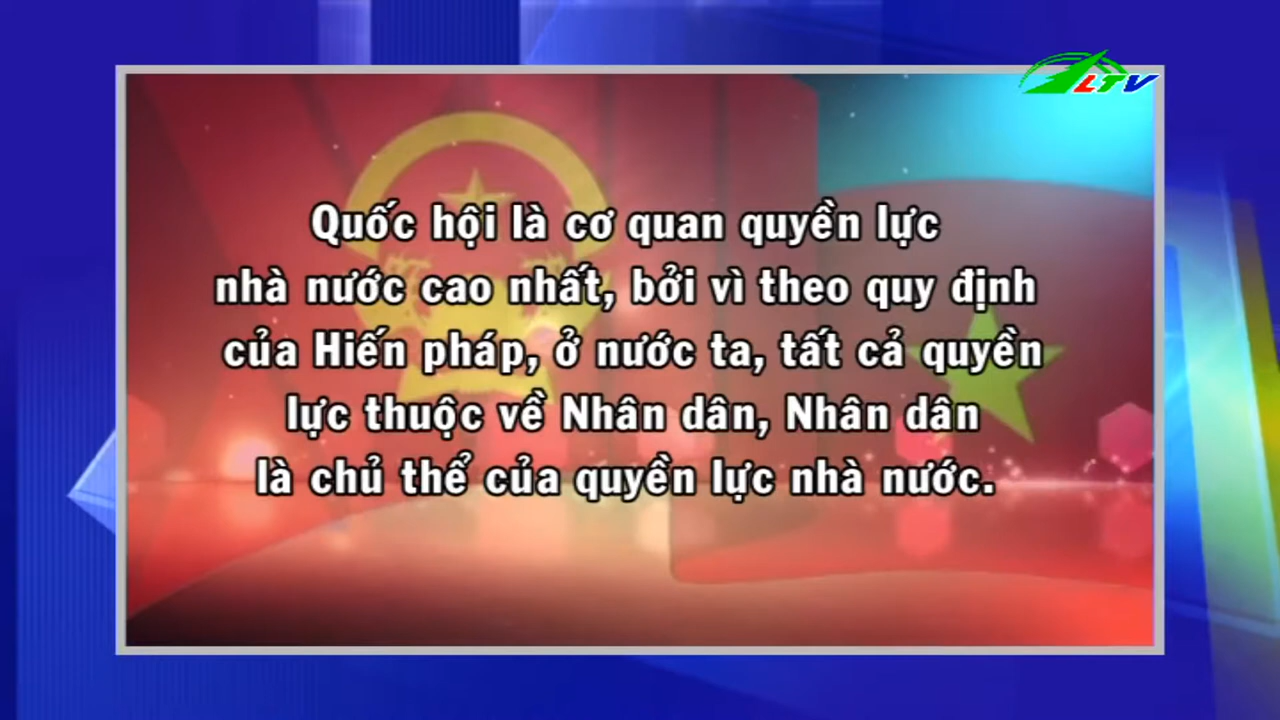 LTV
Quốc hội là cơ quan quyền lực
nhà nước cao nhất, bởi vì theo quy định
của Hiến pháp, ở nước ta, tất cả quyền
lực thuộc về Nhân dân, Nhân dân
là chủ thể của quyền lực nhà nước.